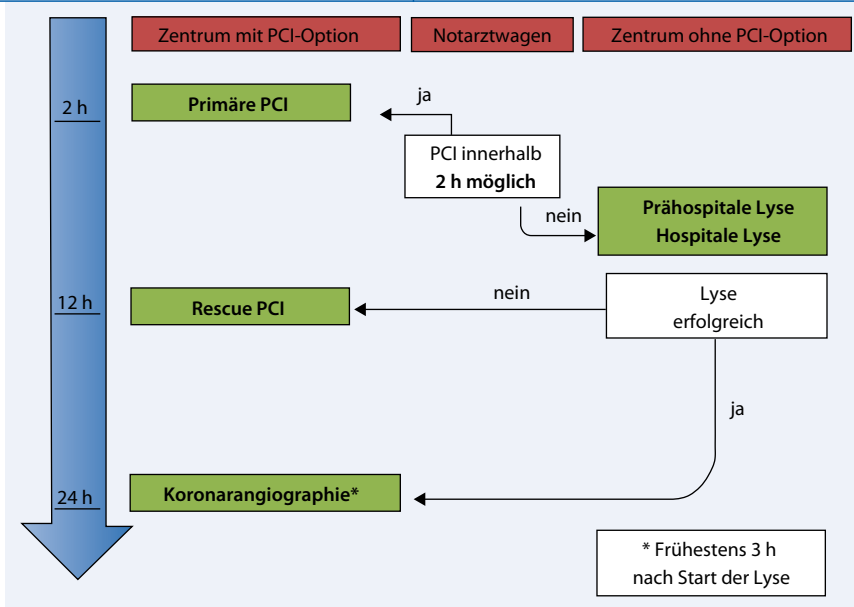 Zentrum mit PCI-Option
Notarztwagen
Zentrum ohne PCI-Option
2 h
Primäre PCI
ja
PCI innerhalb
2 h möglich
nein
Prähospitale Lyse
Hospitale Lyse
12 h
Rescue PCI
nein
Lyse
erfolgreich
ja
24 h
Koronarangiographie*
* Frühestens 3 h
nach Start der Lyse